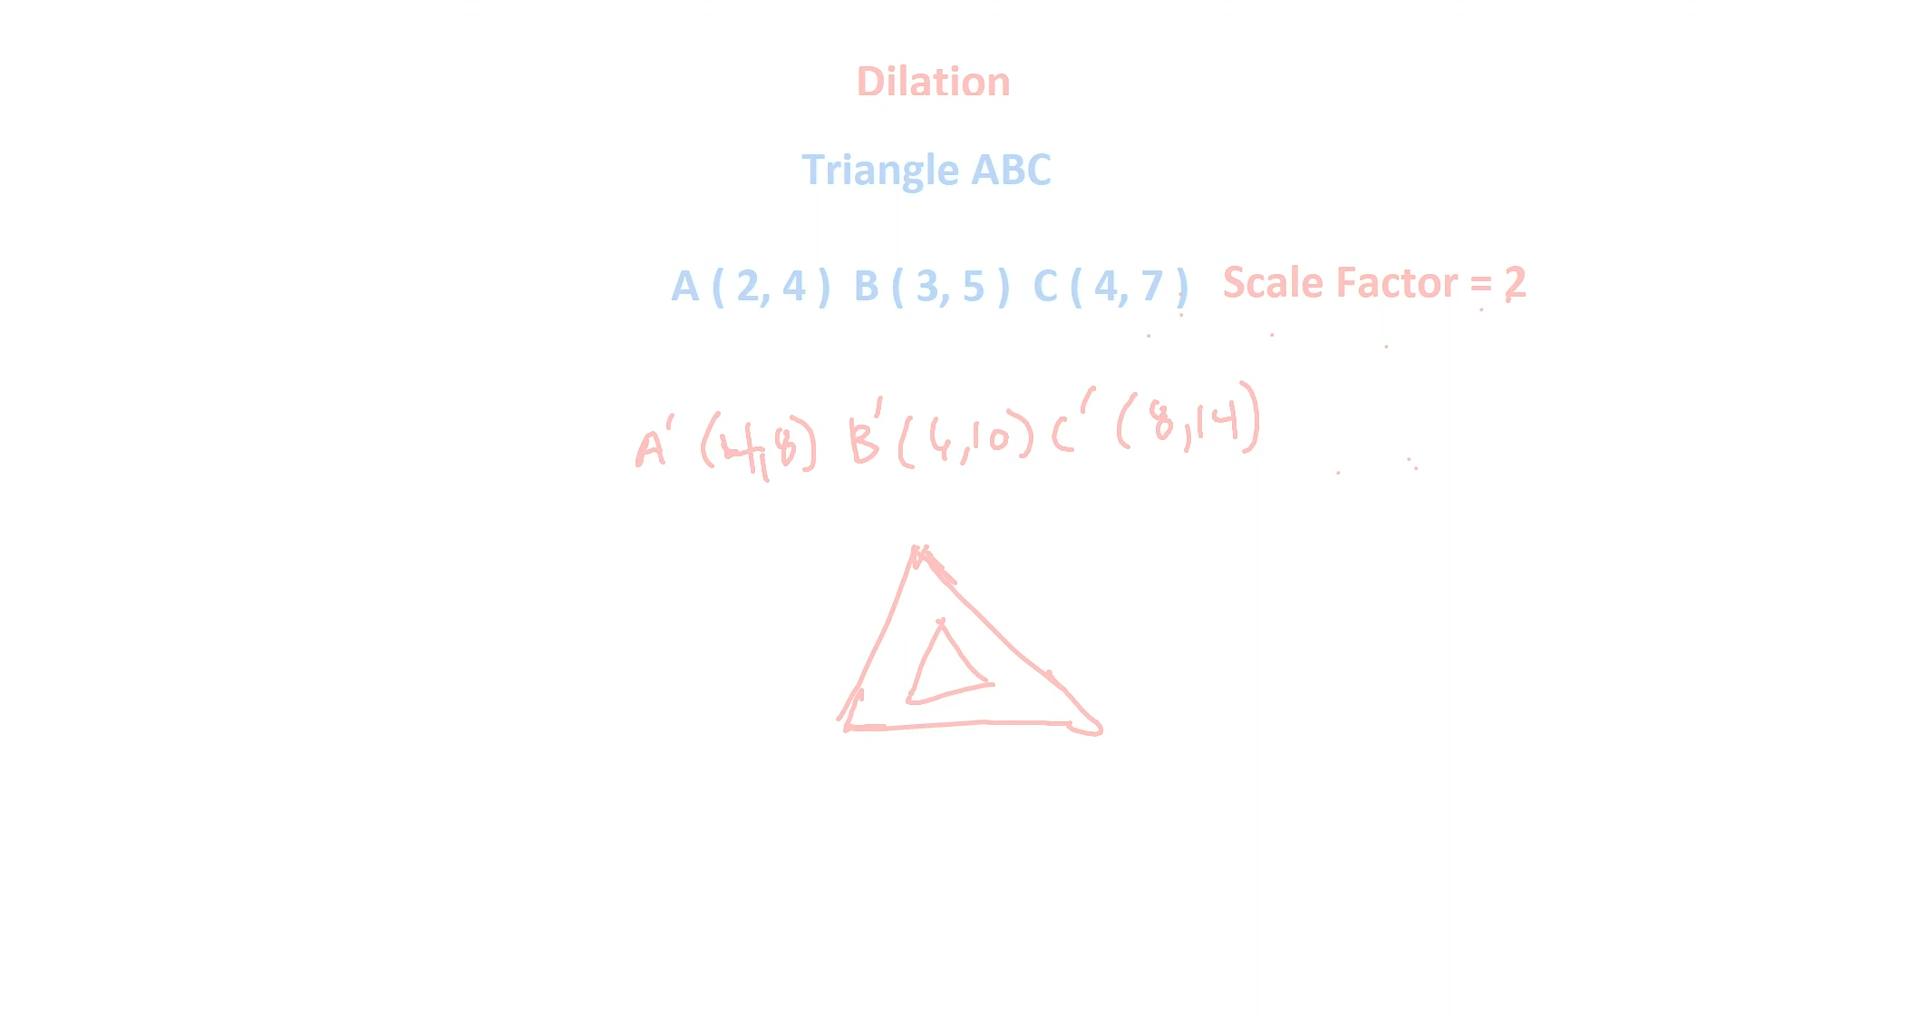 Dilation
Triangle ABC
A ( 2, 4 ) B ( 3, 5 ) C ( 4, 7 ) Scale Factor = 2
A' (4,8) B' (6,10) C' (8,14)